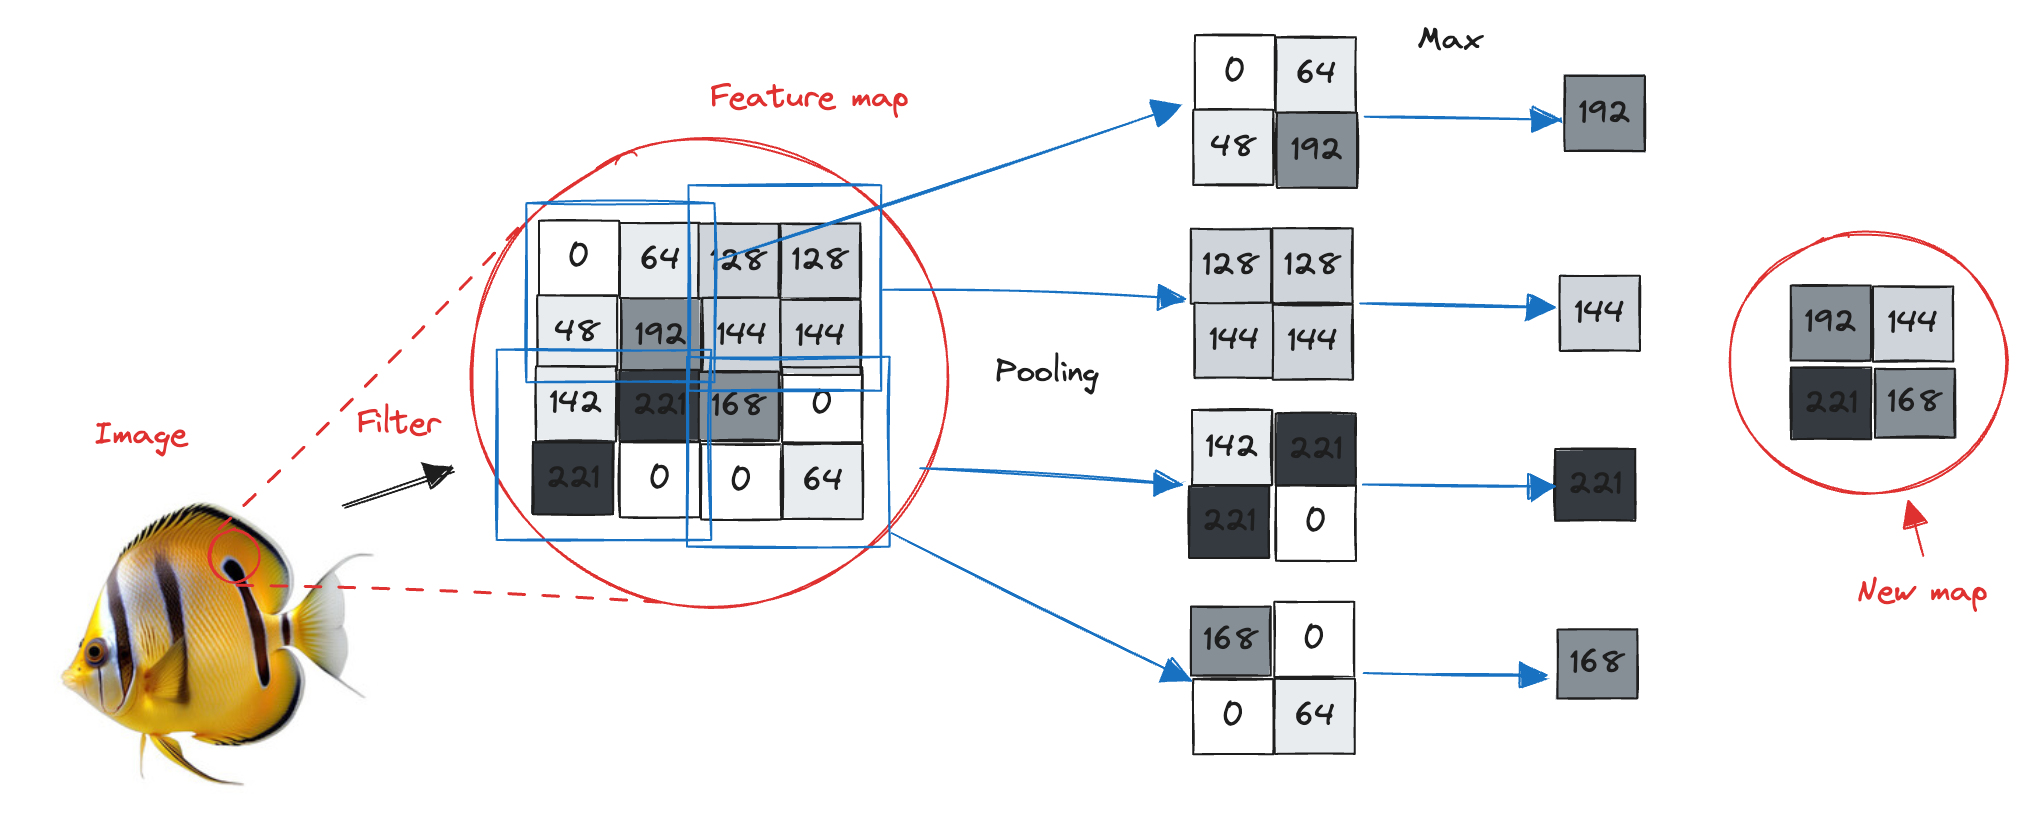 Image
Filter
Feature map
0 64 128 128
48 192 144 144
142 221 168 0
221 0 0 64
Pooling
Max
0 64
48 192
192
128 128
144 144
144
142 221
221 0
221
168 0
0 64
168
192 144
221 168
New map